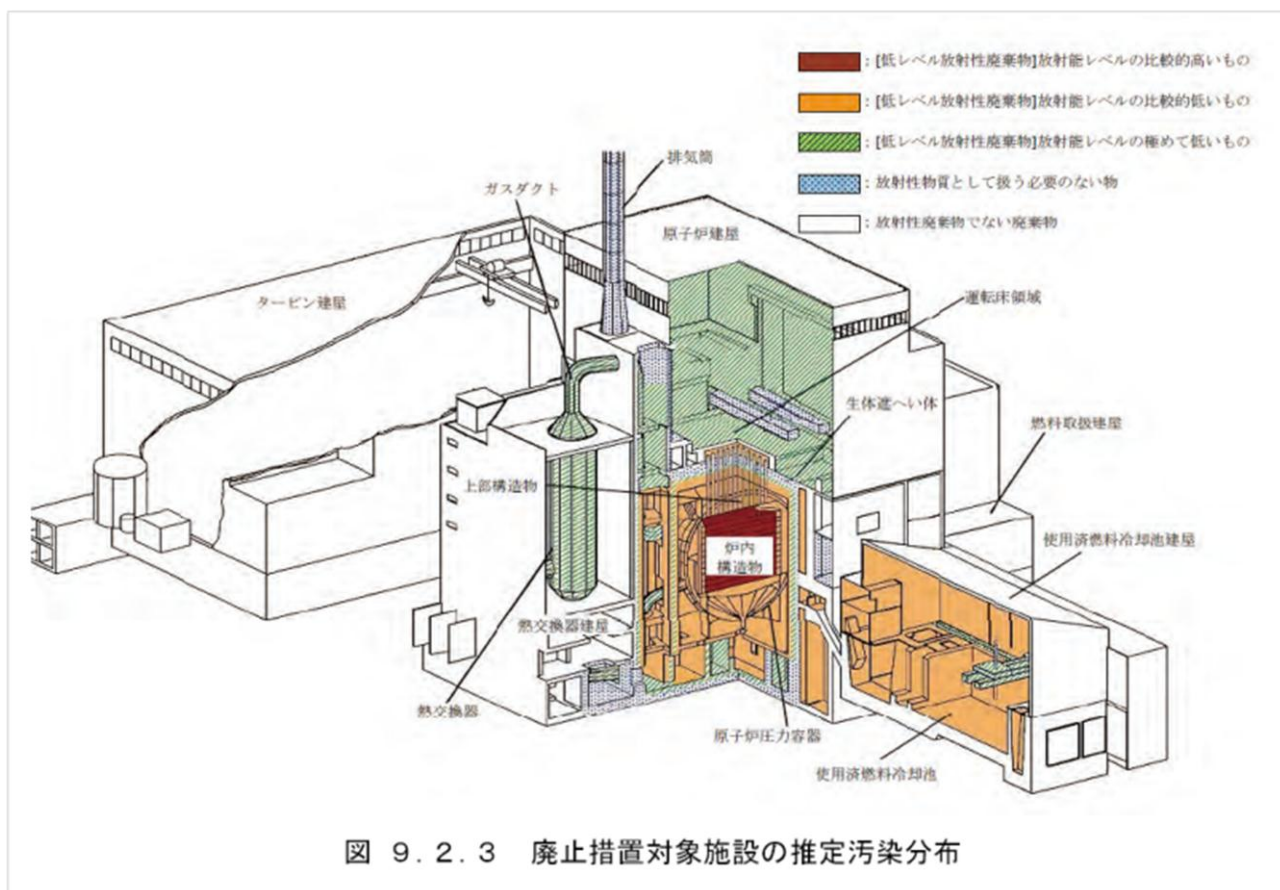 ：[低レベル放射性廃棄物]放射能レベルの比較的高いもの
：[低レベル放射性廃棄物]放射能レベルの比較的低いもの
：[低レベル放射性廃棄物]放射能レベルの極めて低いもの
：放射性物質として扱う必要のない物
：放射性廃棄物でない廃棄物
排気筒
ガスダクト
原子炉建屋
タービン建屋
運転床領域
生体遮へい体
燃料取扱建屋
上部構造物
使用済燃料冷却池建屋
炉内
構造物
熱交換器建屋
熱交換器
原子炉圧力容器
使用済燃料冷却池
図 9.2.3 廃止措置対象施設の推定汚染分布